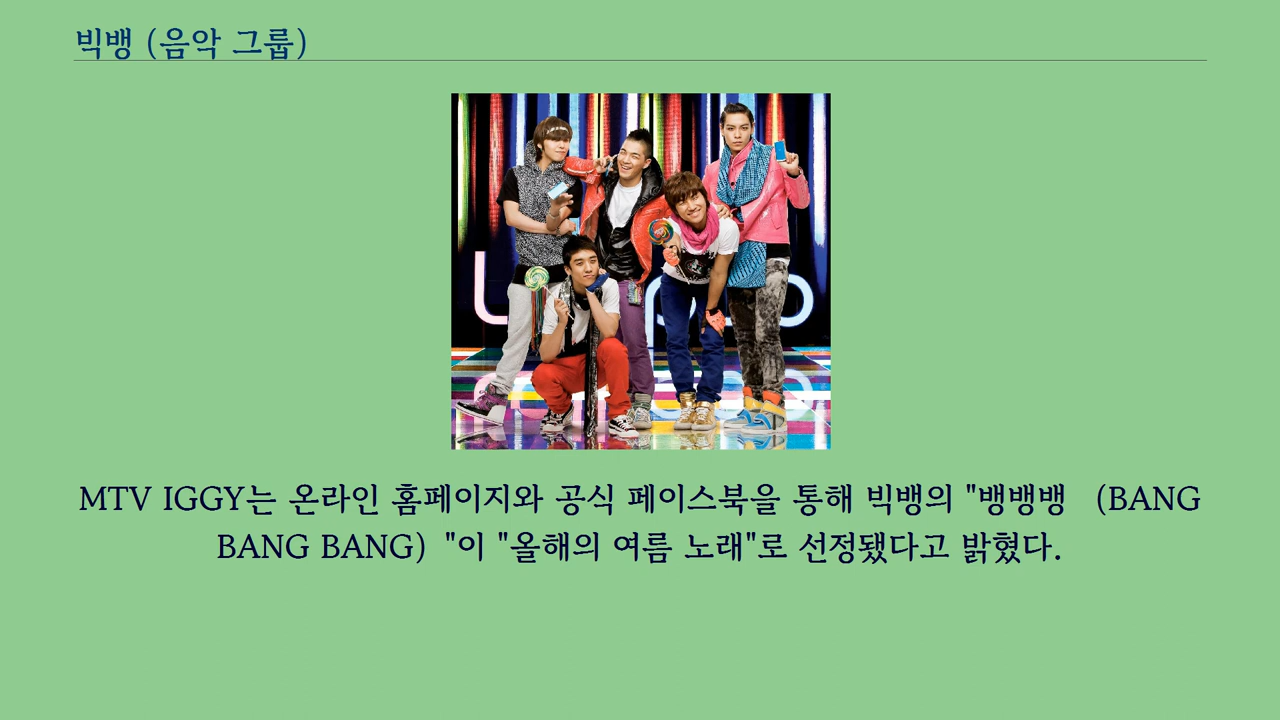 빅뱅 (음악 그룹)
MTV IGGY는 온라인 홈페이지와 공식 페이스북을 통해 빅뱅의 "뱅뱅뱅 (BANG
BANG BANG) "이 "올해의 여름 노래"로 선정됐다고 밝혔다.